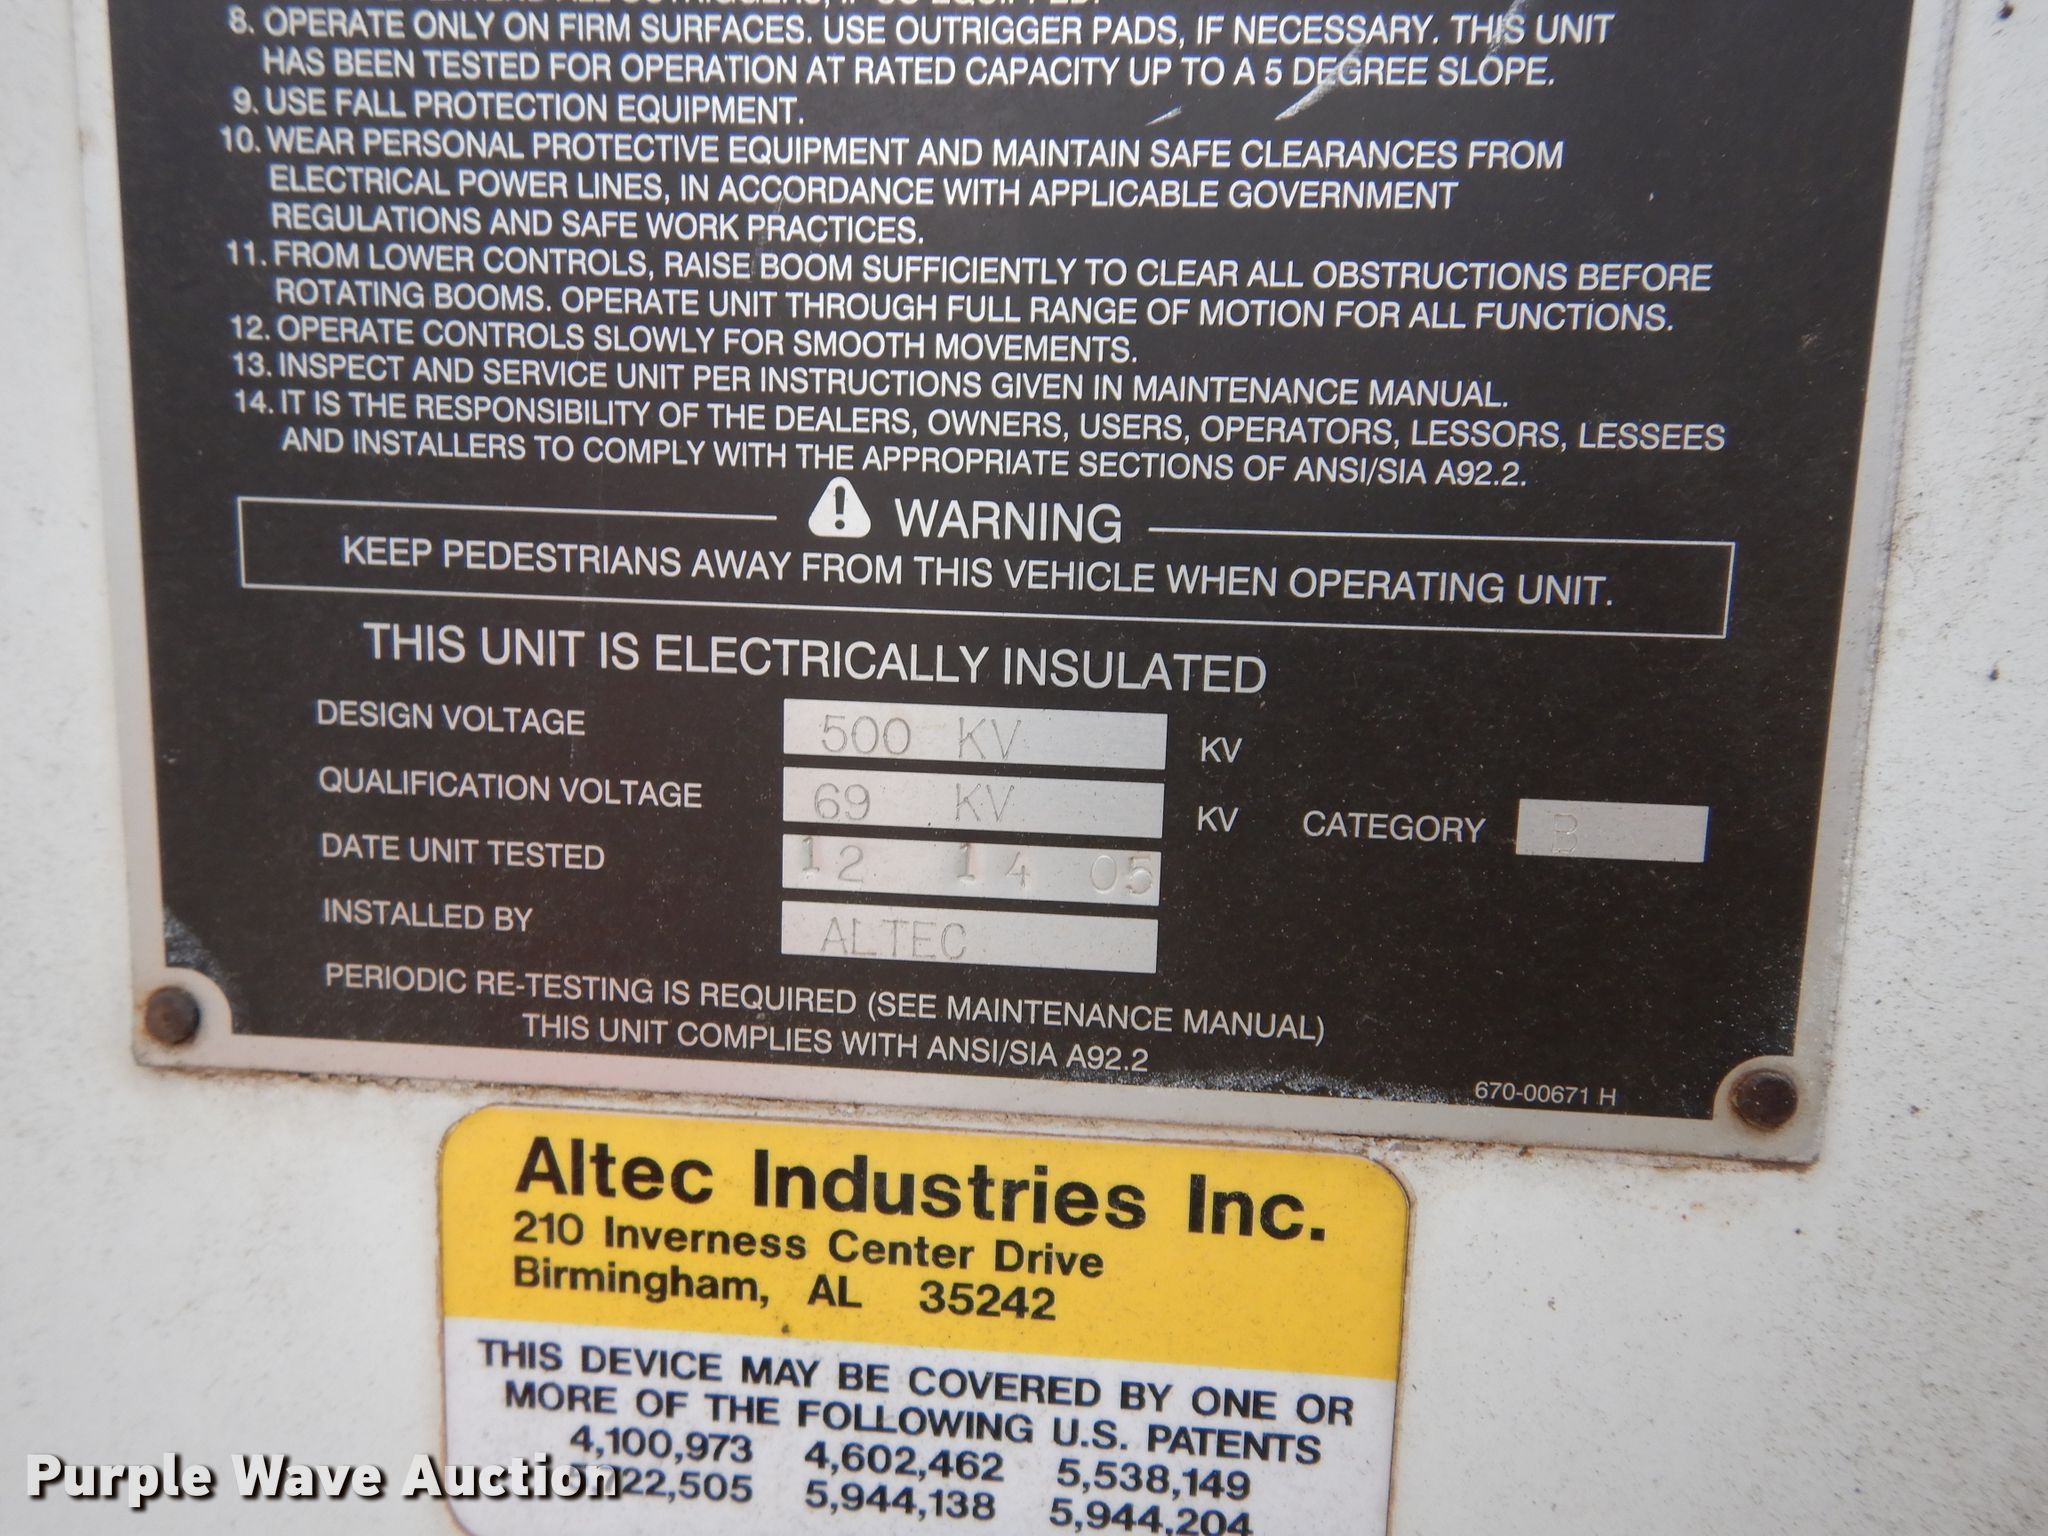 8. OPERATE ONLY ON FIRM SURFACES. USE OUTRIGGER PADS, IF NECESSARY. THIS UNIT
HAS BEEN TESTED FOR OPERATION AT RATED CAPACITY UP TO A 5 DEGREE SLOPE.
9. USE FALL PROTECTION EQUIPMENT.
10. WEAR PERSONAL PROTECTIVE EQUIPMENT AND MAINTAIN SAFE CLEARANCES FROM
ELECTRICAL POWER LINES, IN ACCORDANCE WITH APPLICABLE GOVERNMENT
REGULATIONS AND SAFE WORK PRACTICES.
11. FROM LOWER CONTROLS, RAISE BOOM SUFFICIENTLY TO CLEAR ALL OBSTRUCTIONS BEFORE
ROTATING BOOMS. OPERATE UNIT THROUGH FULL RANGE OF MOTION FOR ALL FUNCTIONS.
12. OPERATE CONTROLS SLOWLY FOR SMOOTH MOVEMENTS.
13. INSPECT AND SERVICE UNIT PER INSTRUCTIONS GIVEN IN MAINTENANCE MANUAL.
14. IT IS THE RESPONSIBILITY OF THE DEALERS, OWNERS, USERS, OPERATORS, LESSORS, LESSEES
AND INSTALLERS TO COMPLY WITH THE APPROPRIATE SECTIONS OF ANSI/SIA A92.2.
WARNING
KEEP PEDESTRIANS AWAY FROM THIS VEHICLE WHEN OPERATING UNIT.
THIS UNIT IS ELECTRICALLY INSULATED
DESIGN VOLTAGE 500 KV KV
QUALIFICATION VOLTAGE 69 KV KV CATEGORY B
DATE UNIT TESTED 12 14 05
INSTALLED BY ALTEC
PERIODIC RE-TESTING IS REQUIRED (SEE MAINTENANCE MANUAL)
THIS UNIT COMPLIES WITH ANSI/SIA A92.2
670-00671 H
Altec Industries Inc.
210 Inverness Center Drive
Birmingham, AL 35242
THIS DEVICE MAY BE COVERED BY ONE OR
MORE OF THE FOLLOWING U.S. PATENTS
4,100,973 4,602,462 5,538,149
5,944,138 5,944,204
Purple Wave Auction